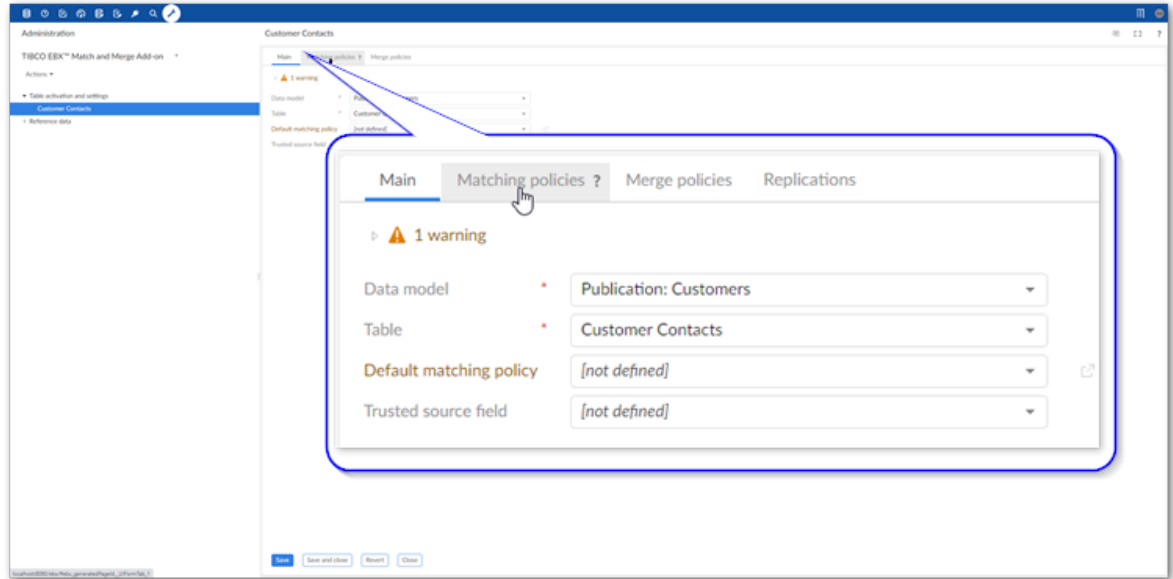 Administration
Customer Contacts
?
TIBCO EBX™ Match and Merge Add-on
Actions
Table activation and settings
Customer Contacts
Reference data
Main policies ? Merge policies
1 warning
Data model *
Table * Customer
Default matching policy [not defined]
Trusted source field
Main Matching policies ? Merge policies Replications
1 warning
Data model * Publication: Customers
Table * Customer Contacts
Default matching policy [not defined]
Trusted source field [not defined]
Save Save and close Revert Close